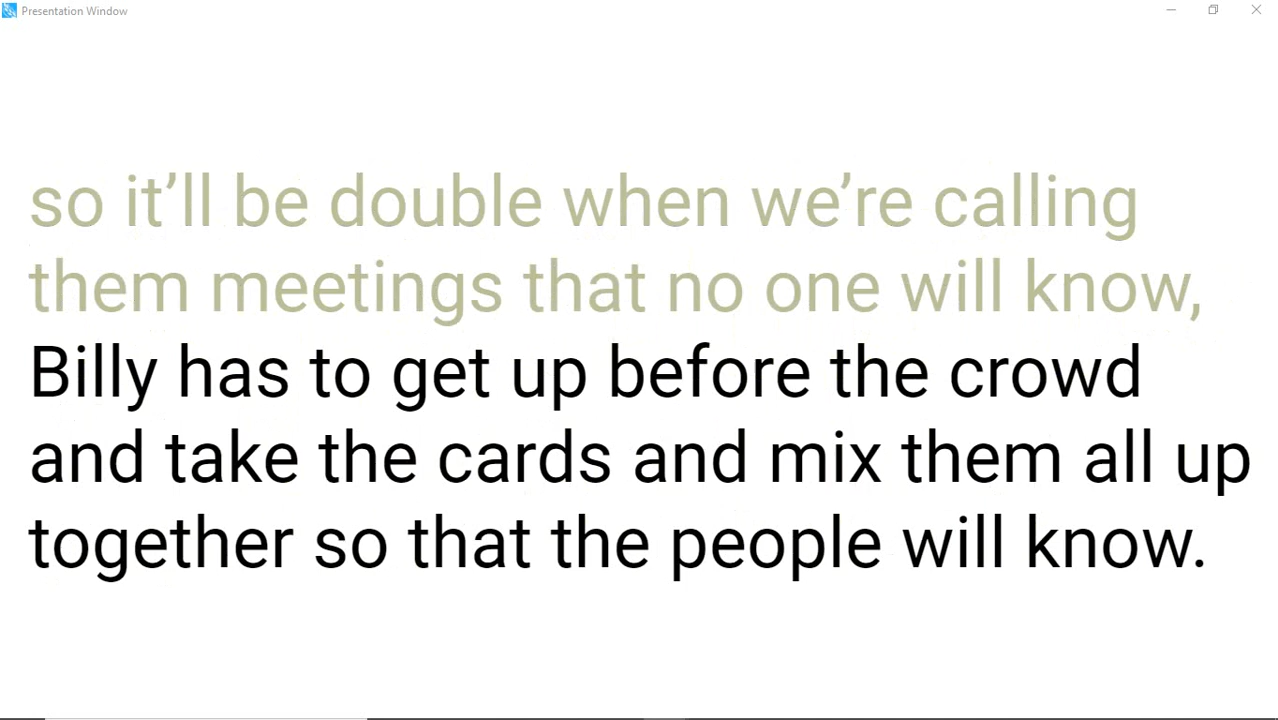 Presentation Window
so it’ll be double when we’re calling
them meetings that no one will know,
Billy has to get up before the crowd
and take the cards and mix them all up
together so that the people will know.